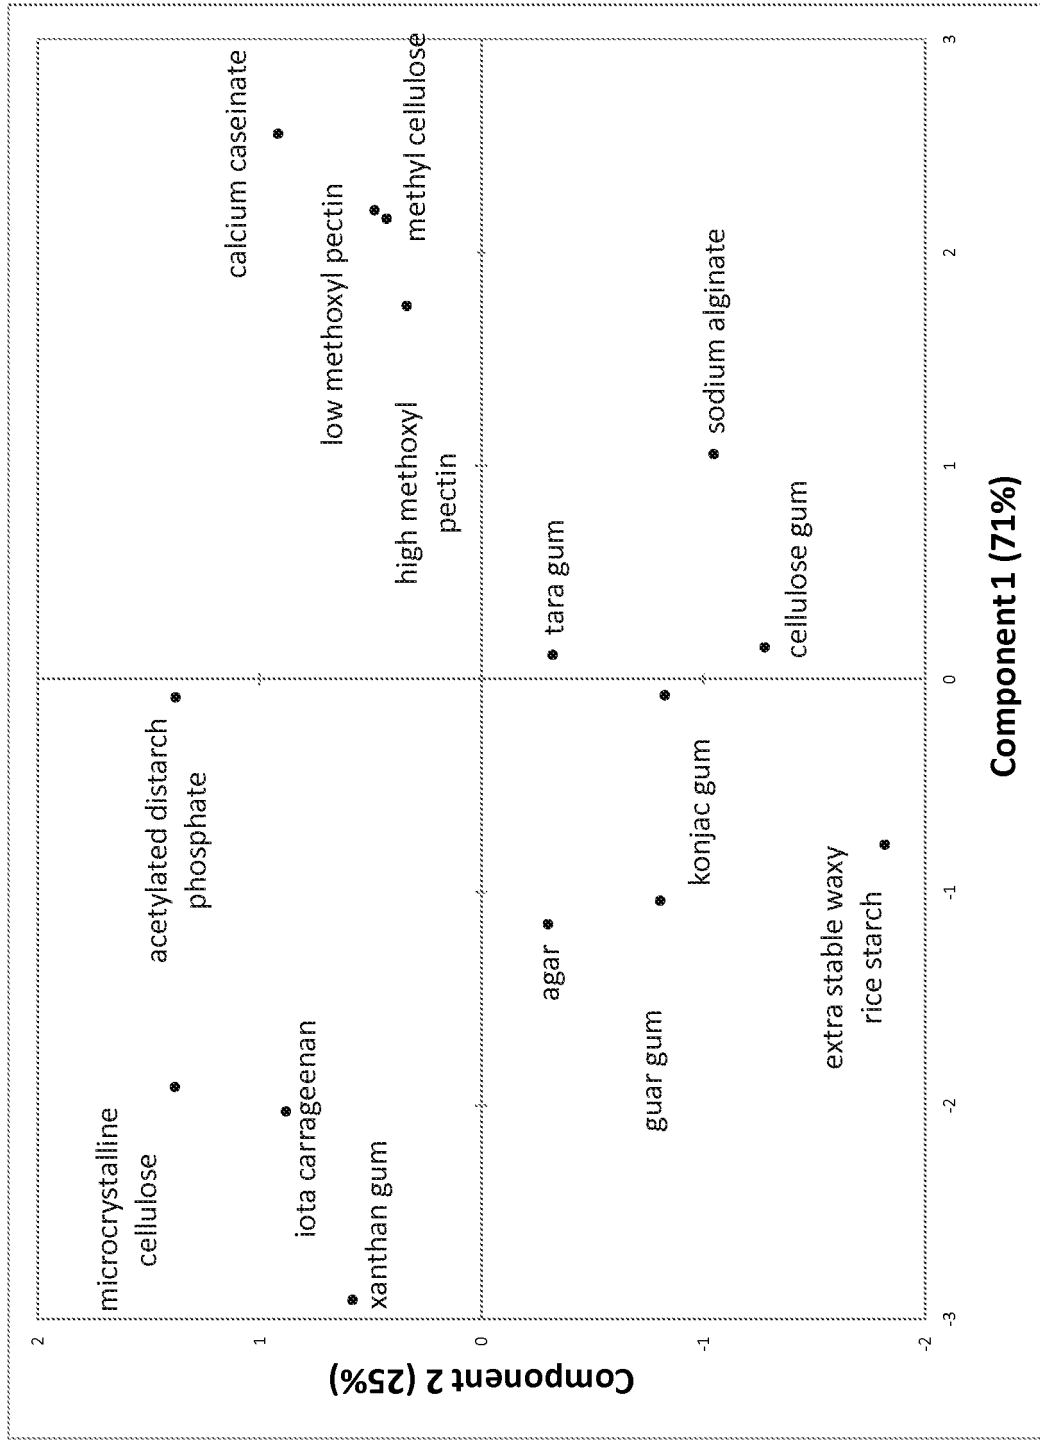 2
1
0
-1
-2
-3
-2
-1
0
1
2
3
Component 2 (25%)
Component 1 (71%)
microcrystalline
cellulose
iota carrageenan
xanthan gum
acetylated distarch
phosphate
calcium caseinate
low methoxyl pectin
methyl cellulose
high methoxyl
pectin
agar
guar gum
konjac gum
extra stable waxy
rice starch
tara gum
cellulose gum
sodium alginate